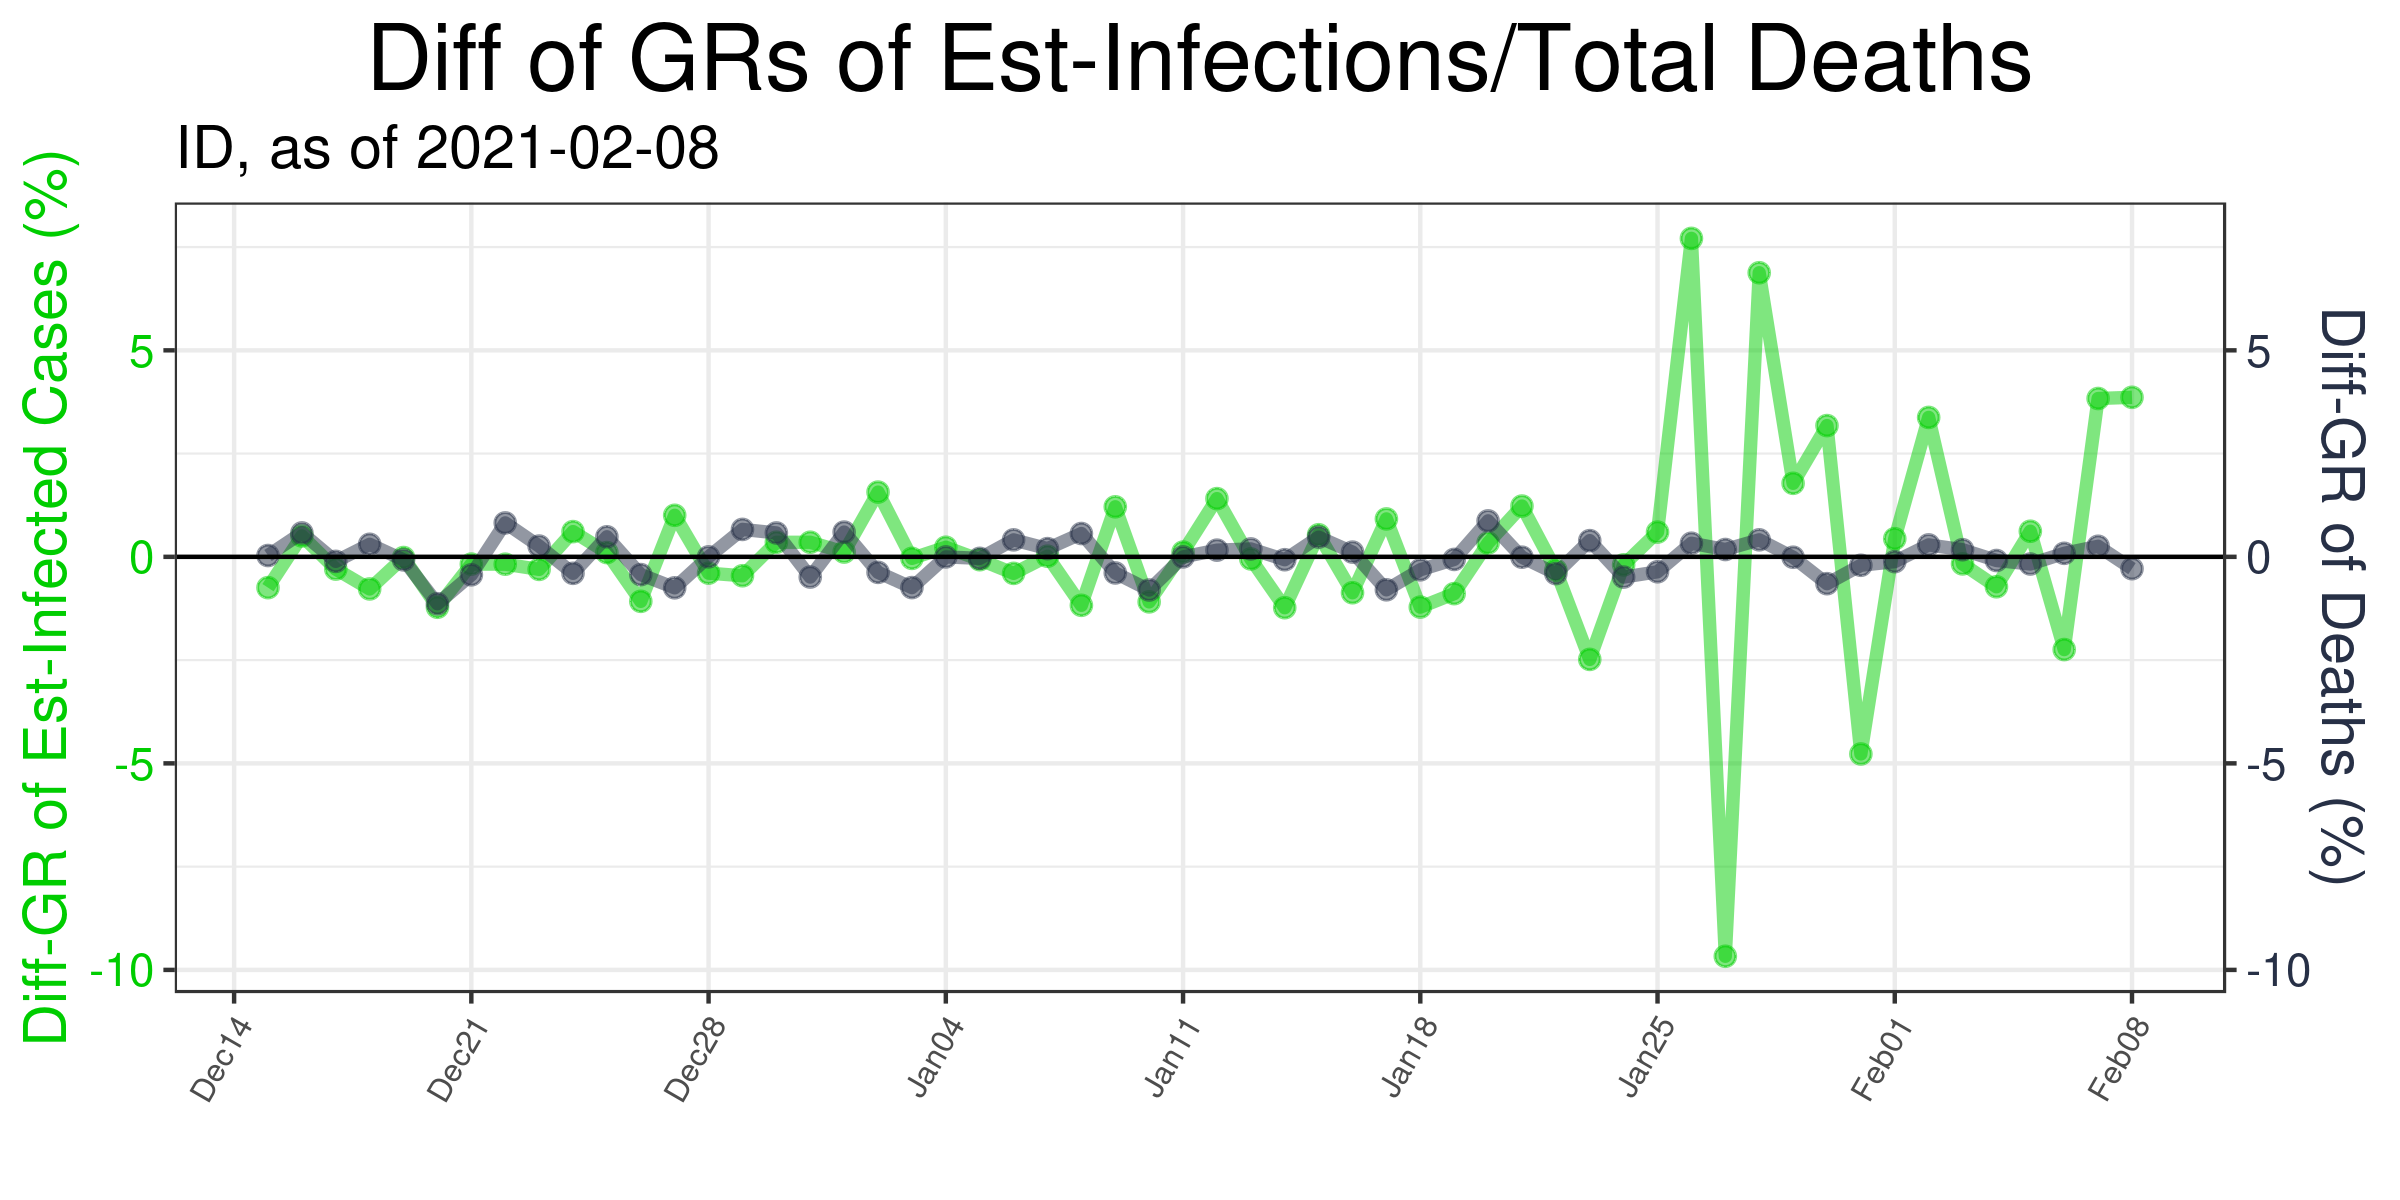 Diff of GRs of Est-Infections/Total Deaths
ID, as of 2021-02-08
Diff-GR of Est-Infected Cases (%)
5
0
-5
-10
5
0
-5
-10
Diff-GR of Deaths (%)
Dec14
Dec21
Dec28
Jan04
Jan11
Jan18
Jan25
Feb01
Feb08